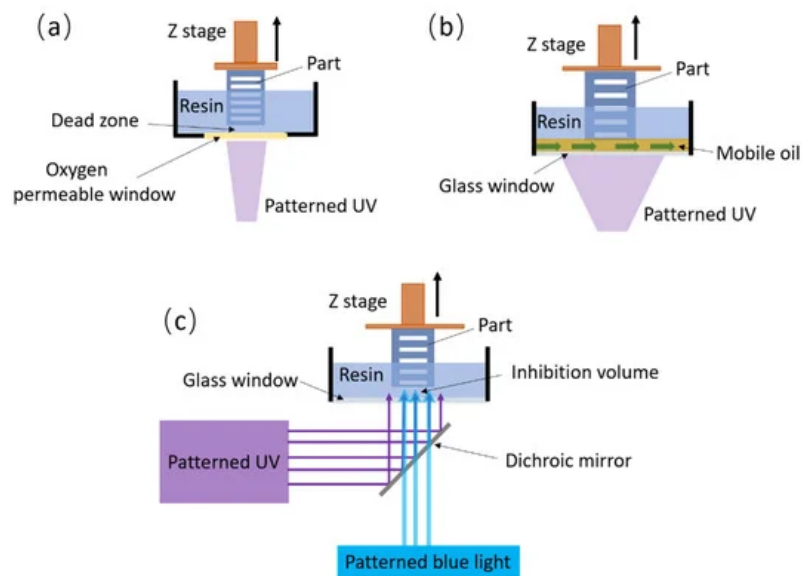 (a)
Z stage
Part
Resin
Dead zone
Oxygen
permeable window
Patterned UV
(b)
Z stage
Part
Resin
Mobile oil
Glass window
Patterned UV
(c)
Z stage
Part
Glass window
Resin
Inhibition volume
Patterned UV
Dichroic mirror
Patterned blue light